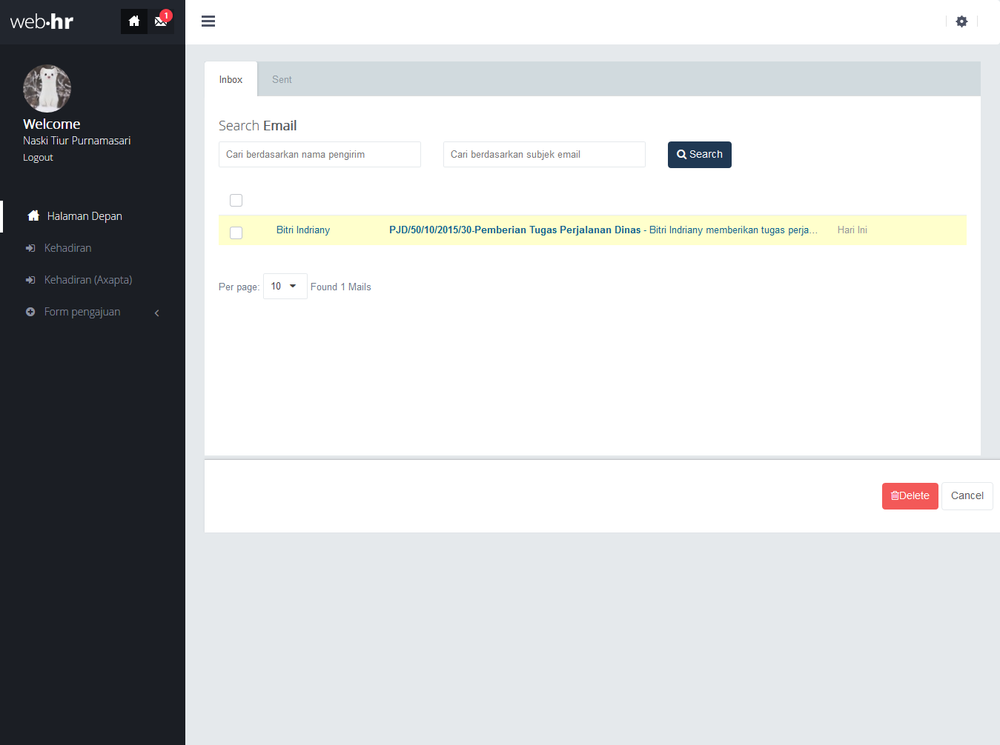 web·hr
1
Welcome
Naski Tiur Purnamasari
Logout
Halaman Depan
Kehadiran
Kehadiran (Axapta)
Form pengajuan
Inbox Sent
Search Email
Cari berdasarkan nama pengirim Cari berdasarkan subjek email Search
Bitri Indriany PJD/50/10/2015/30-Pemberian Tugas Perjalanan Dinas - Bitri Indriany memberikan tugas perja... Hari Ini
Per page: 10 Found 1 Mails
Delete Cancel